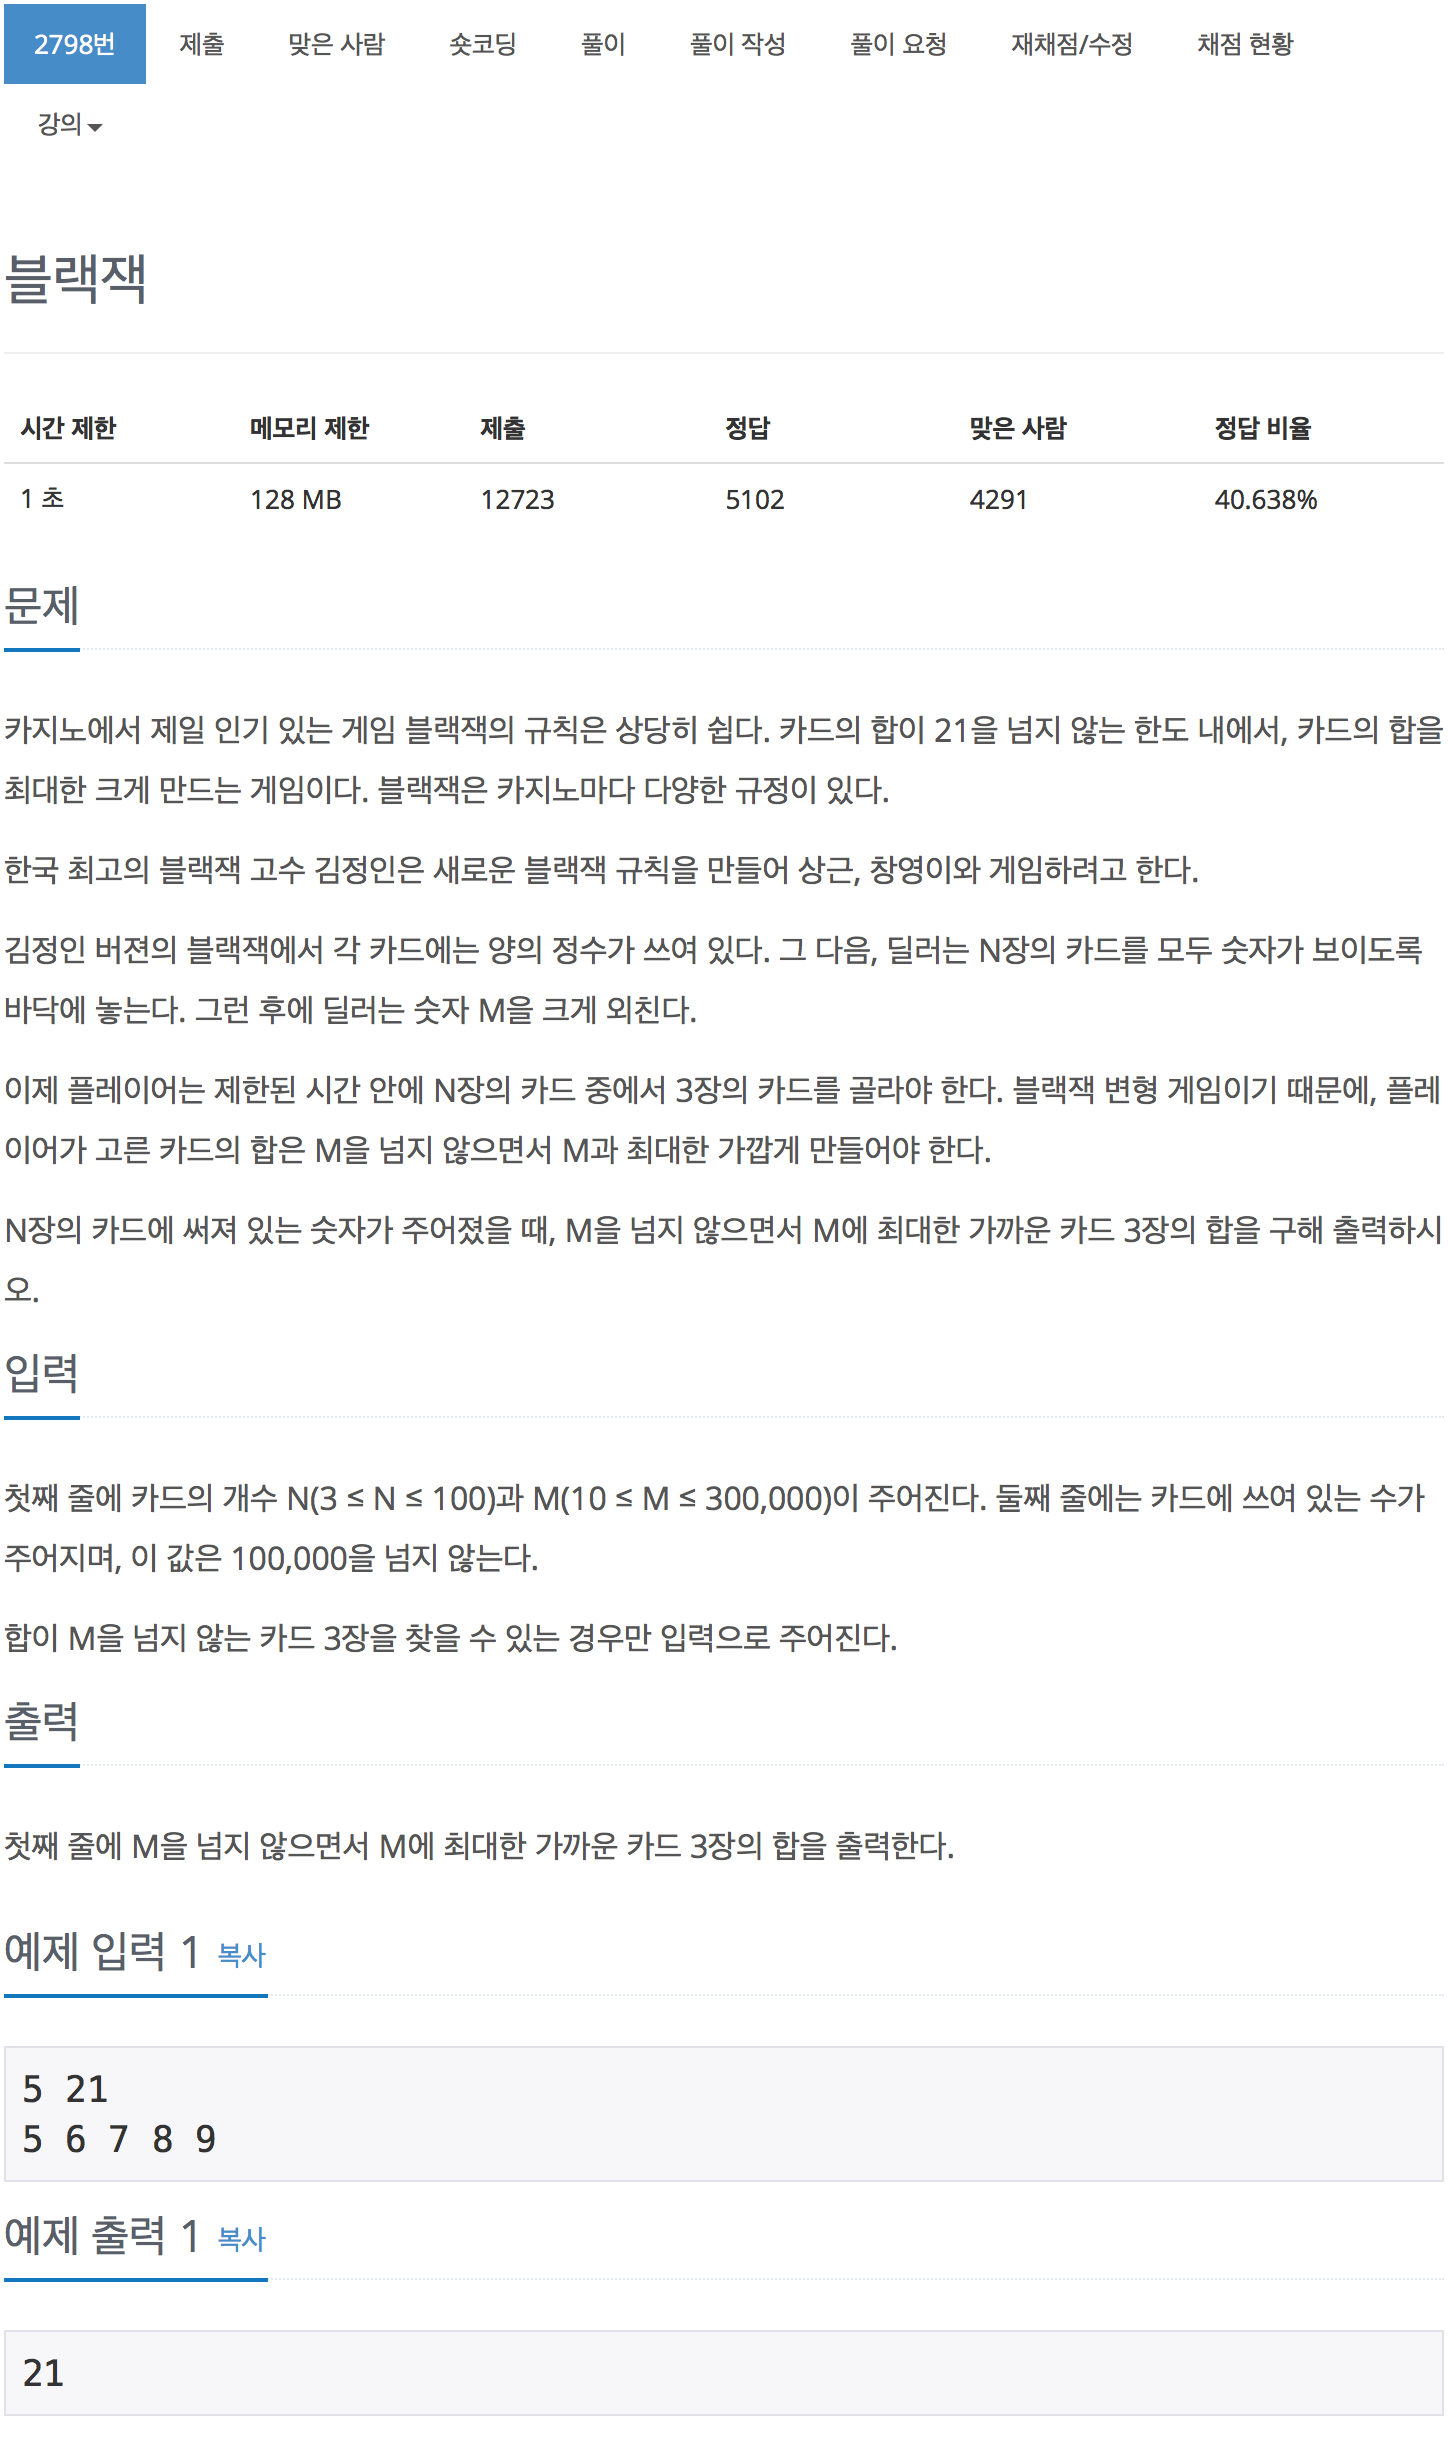 2798번 제출 맞은 사람 숏코딩 풀이 풀이 작성 풀이 요청 재채점/수정 채점 현황
강의
블랙잭
시간 제한 메모리 제한 제출 정답 맞은 사람 정답 비율
1 초 128 MB 12723 5102 4291 40.638%
문제
카지노에서 제일 인기 있는 게임 블랙잭의 규칙은 상당히 쉽다. 카드의 합이 21을 넘지 않는 한도 내에서, 카드의 합을
최대한 크게 만드는 게임이다. 블랙잭은 카지노마다 다양한 규정이 있다.
한국 최고의 블랙잭 고수 김정인은 새로운 블랙잭 규칙을 만들어 상근, 창영이와 게임하려고 한다.
김정인 버젼의 블랙잭에서 각 카드에는 양의 정수가 쓰여 있다. 그 다음, 딜러는 N장의 카드를 모두 숫자가 보이도록
바닥에 놓는다. 그런 후에 딜러는 숫자 M을 크게 외친다.
이제 플레이어는 제한된 시간 안에 N장의 카드 중에서 3장의 카드를 골라야 한다. 블랙잭 변형 게임이기 때문에, 플레
이어가 고른 카드의 합은 M을 넘지 않으면서 M과 최대한 가깝게 만들어야 한다.
N장의 카드에 써져 있는 숫자가 주어졌을 때, M을 넘지 않으면서 M에 최대한 가까운 카드 3장의 합을 구해 출력하시
오.
입력
첫째 줄에 카드의 개수 N(3 ≤ N ≤ 100)과 M(10 ≤ M ≤ 300,000)이 주어진다. 둘째 줄에는 카드에 쓰여 있는 수가
주어지며, 이 값은 100,000을 넘지 않는다.
합이 M을 넘지 않는 카드 3장을 찾을 수 있는 경우만 입력으로 주어진다.
출력
첫째 줄에 M을 넘지 않으면서 M에 최대한 가까운 카드 3장의 합을 출력한다.
예제 입력 1 복사
5 21
5 6 7 8 9
예제 출력 1 복사
21